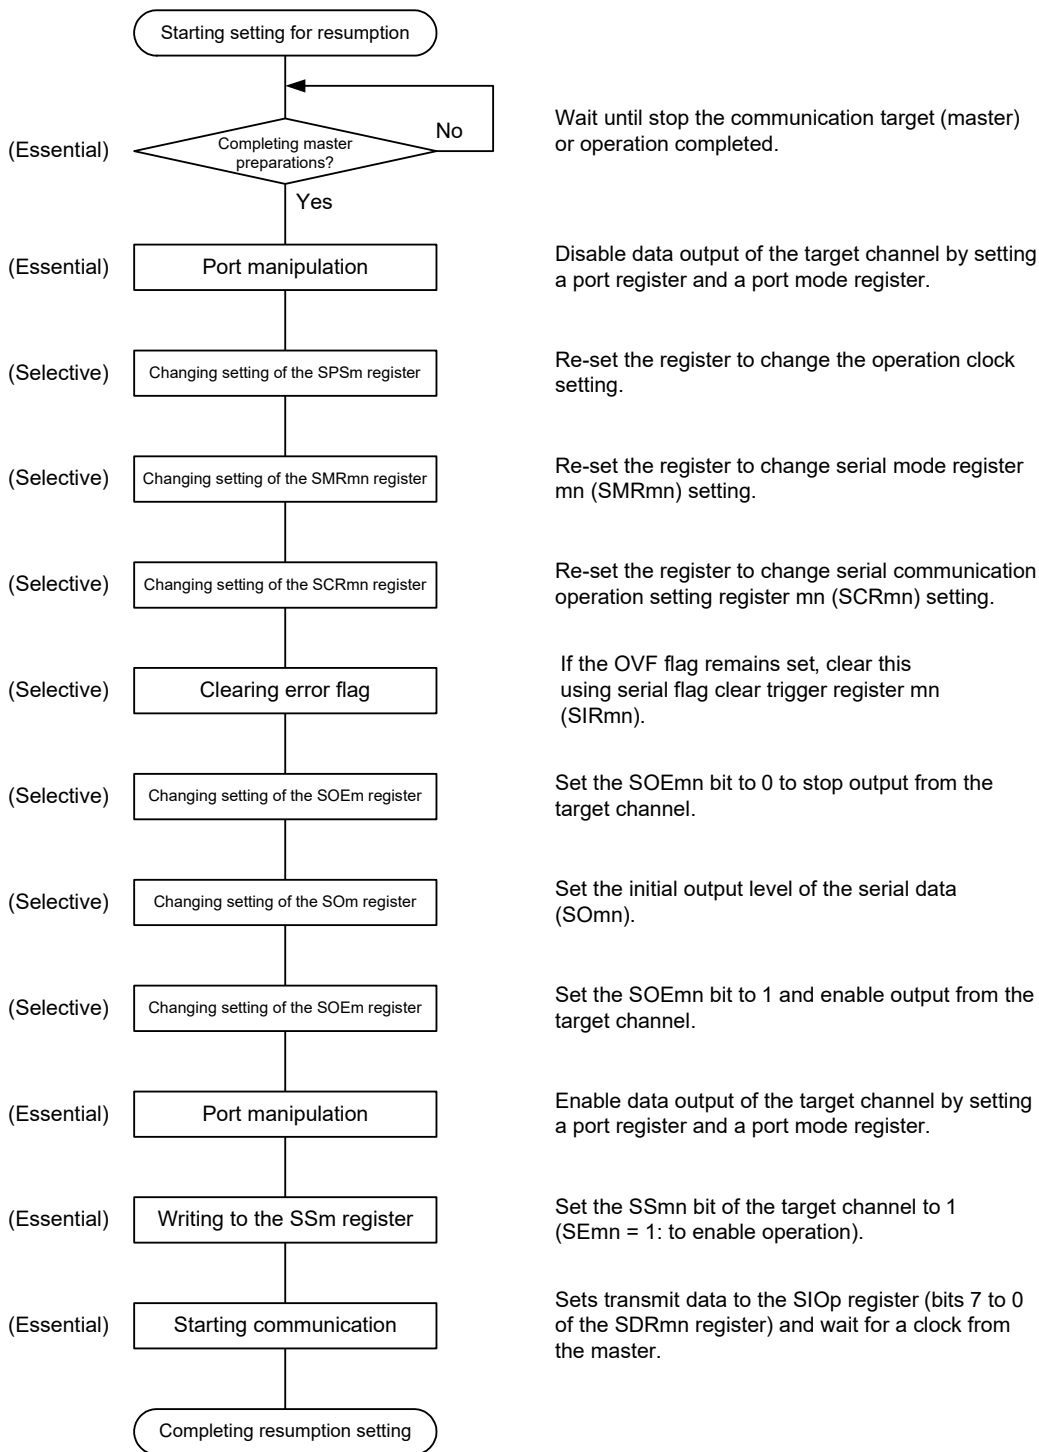 Starting setting for resumption
(Essential)
Completing master
preparations?
No
Yes
Wait until stop the communication target (master)
or operation completed.
(Essential)
Port manipulation
Disable data output of the target channel by setting
a port register and a port mode register.
(Selective)
Changing setting of the SPSm register
Re-set the register to change the operation clock
setting.
(Selective)
Changing setting of the SMRmn register
Re-set the register to change serial mode register
mn (SMRmn) setting.
(Selective)
Changing setting of the SCRmn register
Re-set the register to change serial communication
operation setting register mn (SCRmn) setting.
(Selective)
Clearing error flag
If the OVF flag remains set, clear this
using serial flag clear trigger register mn
(SIRmn).
(Selective)
Changing setting of the SOEm register
Set the SOEmn bit to 0 to stop output from the
target channel.
(Selective)
Changing setting of the SOm register
Set the initial output level of the serial data
(SOmn).
(Selective)
Changing setting of the SOEm register
Set the SOEmn bit to 1 and enable output from the
target channel.
(Essential)
Port manipulation
Enable data output of the target channel by setting
a port register and a port mode register.
(Essential)
Writing to the SSm register
Set the SSmn bit of the target channel to 1
(SEmn = 1: to enable operation).
(Essential)
Starting communication
Sets transmit data to the SIOp register (bits 7 to 0
of the SDRmn register) and wait for a clock from
the master.
Completing resumption setting